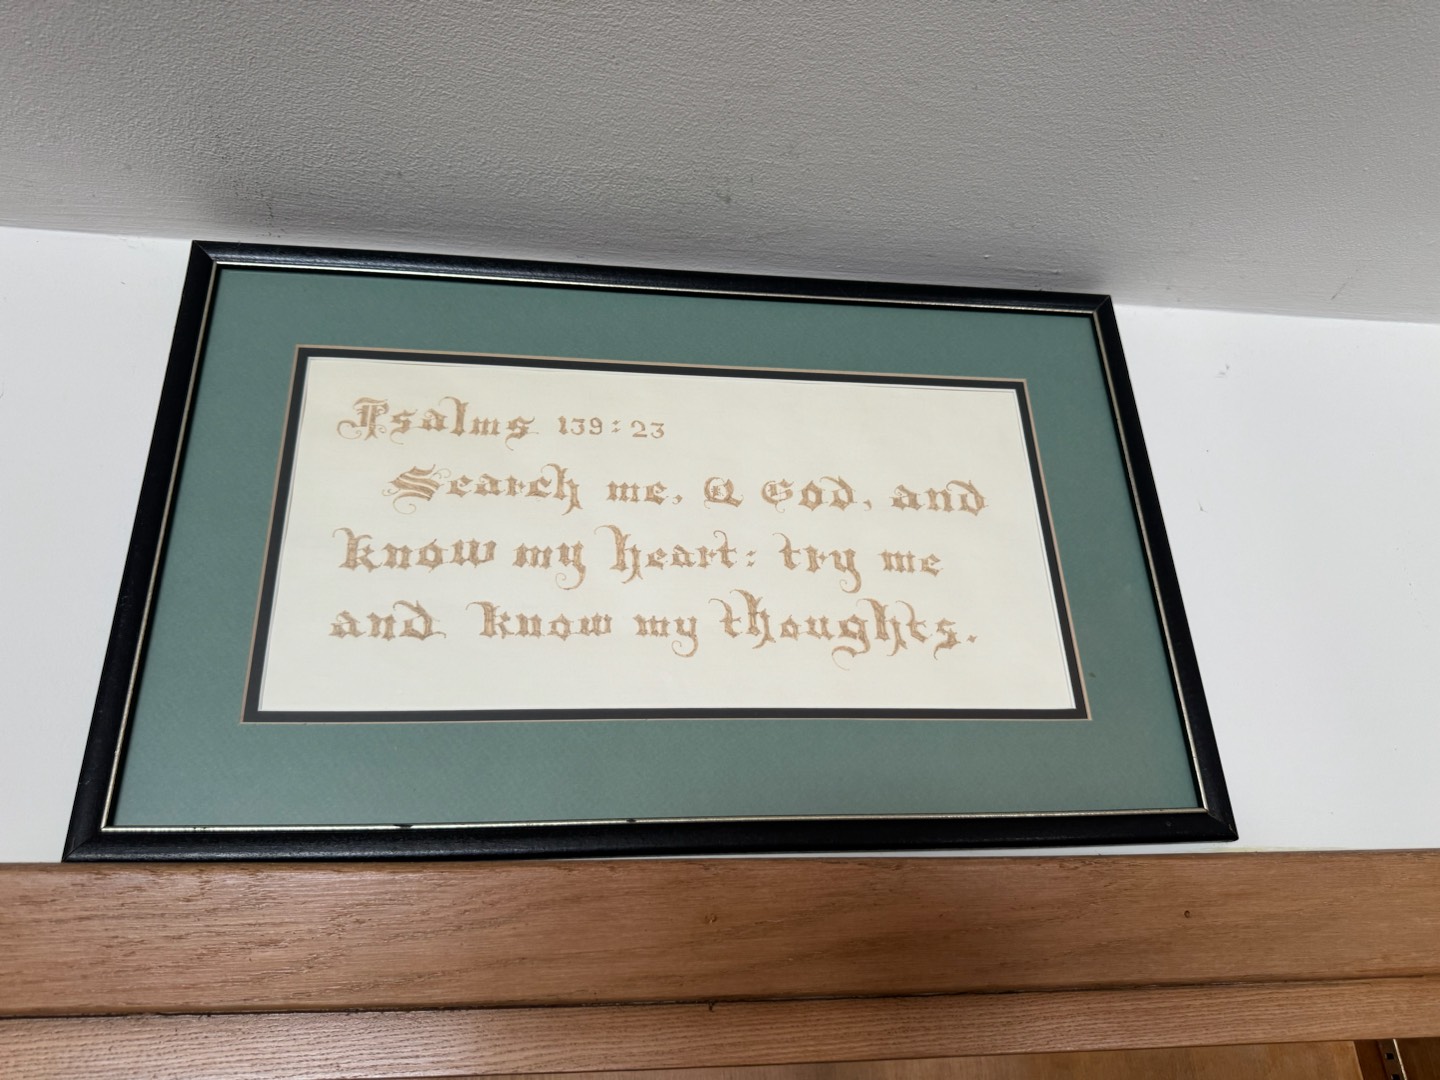 Psalms 139:23
Search me, O God, and
know my heart: try me
and know my thoughts.